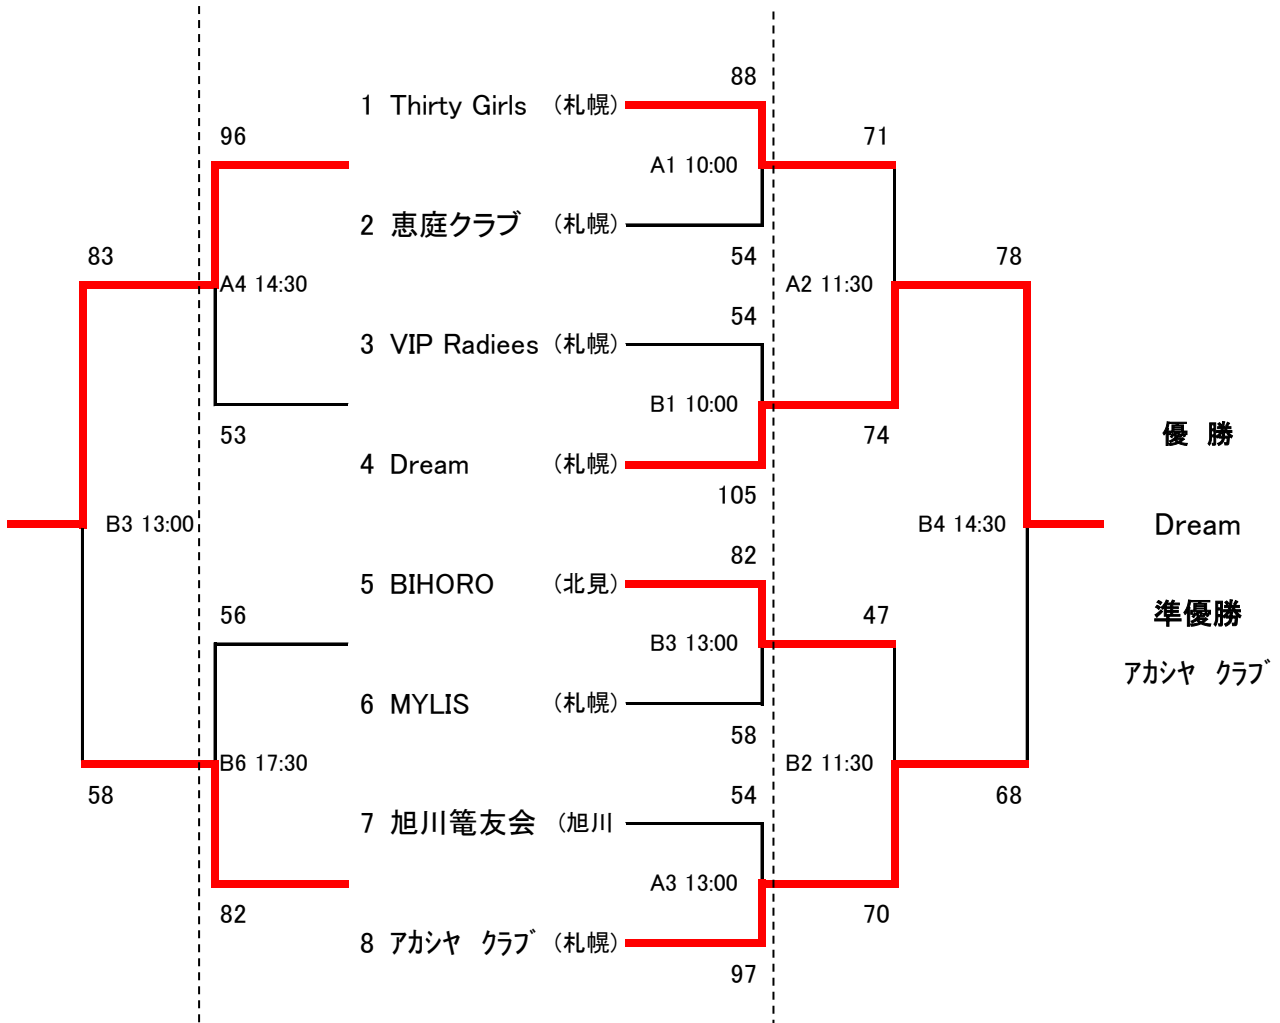 88
1 Thirty Girls （札幌）
96
71
A1 10:00
2 恵庭クラブ （札幌）
83
54
78
A4 14:30
A2 11:30
54
3 VIP Radiees （札幌）
B1 10:00
53
74
優 勝
4 Dream （札幌）
105
B3 13:00
B4 14:30
Dream
82
5 BIHORO （北見）
56
47
準優勝
B3 13:00
ｱｶｼﾔ ｸﾗﾌﾞ
6 MYLIS （札幌）
58
B6 17:30
B2 11:30
58
54
68
7 旭川篭友会 （旭川
A3 13:00
82
70
8 ｱｶｼﾔ ｸﾗﾌﾞ （札幌）
97